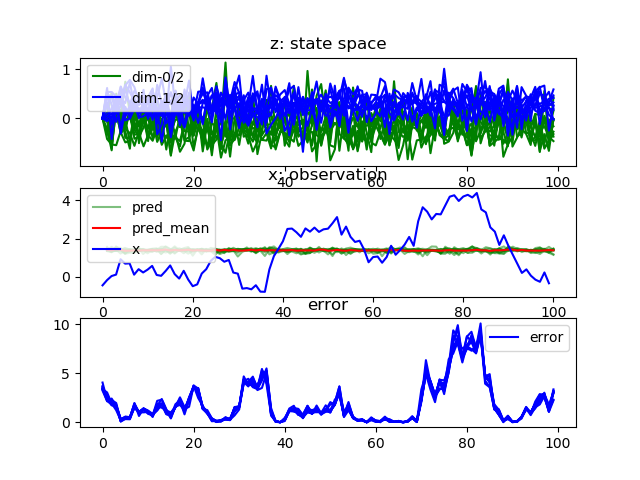 z: state space
1
0
dim-0/2
dim-1/2
0 20 40 60 80 100
x: observation
4
2
0
pred
pred_mean
x
0 20 40 60 80 100
error
10
5
0
error
0 20 40 60 80 100